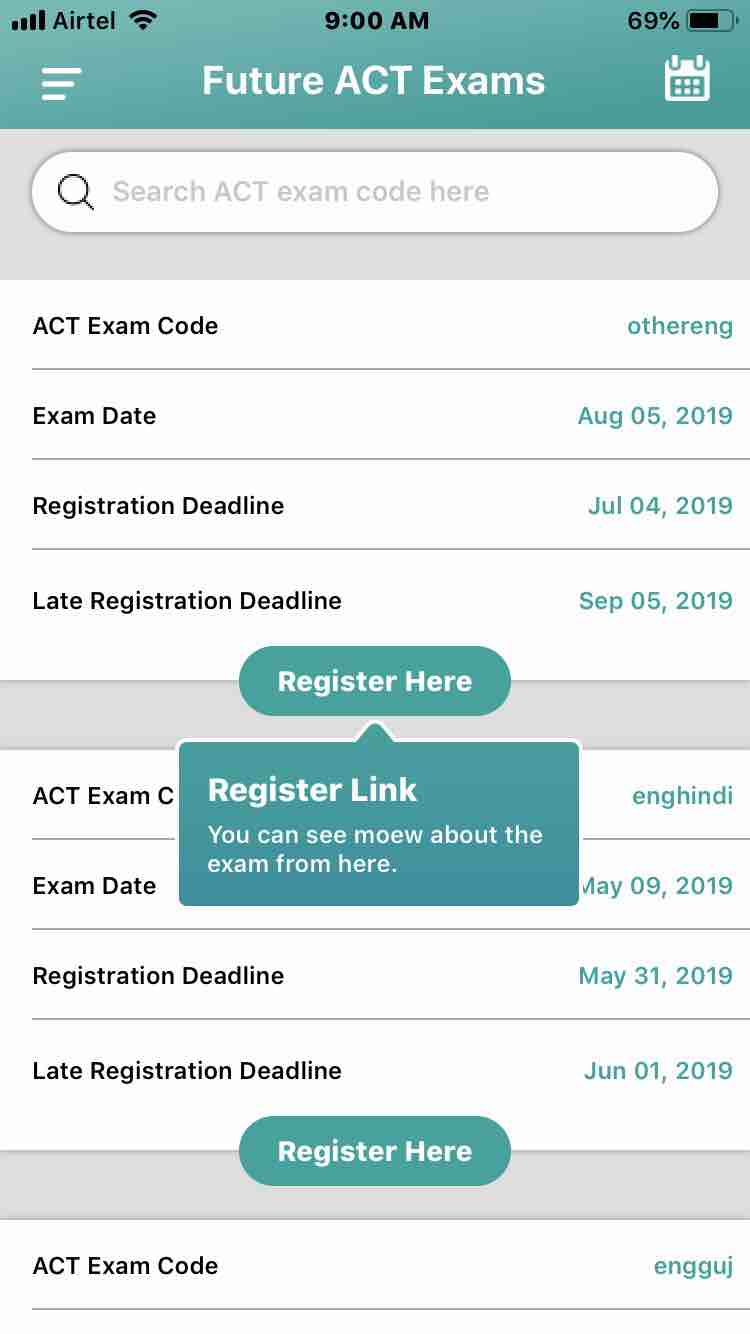 Airtel 9:00 AM 69%
Future ACT Exams
Search ACT exam code here
ACT Exam Code othereng
Exam Date Aug 05, 2019
Registration Deadline Jul 04, 2019
Late Registration Deadline Sep 05, 2019
Register Here
Register Link
You can see moew about the
exam from here.
ACT Exam C enghindi
Exam Date May 09, 2019
Registration Deadline May 31, 2019
Late Registration Deadline Jun 01, 2019
Register Here
ACT Exam Code engguj